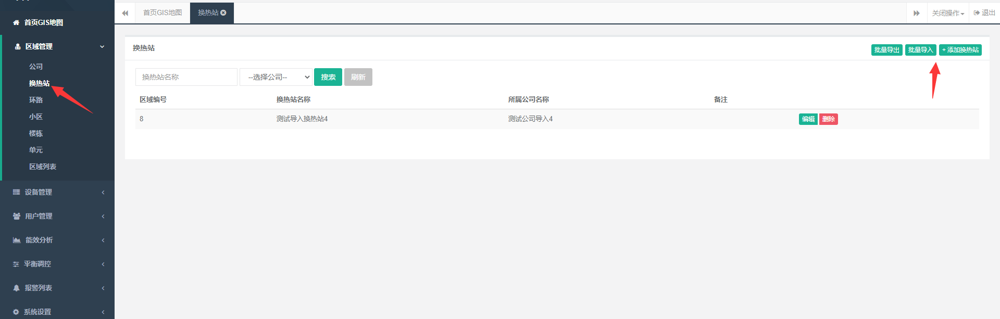 首页GIS地图
区域管理
公司
换热站
环路
小区
楼栋
单元
区域列表
设备管理
用户管理
能效分析
平衡调控
报警列表
系统设置
首页GIS地图 换热站 关闭操作 退出
换热站 批量导出 批量导入 + 添加换热站
换热站名称 --选择公司-- 搜索 刷新
区域编号 换热站名称 所属公司名称 备注
8 测试导入换热站4 测试公司导入4 编辑 删除